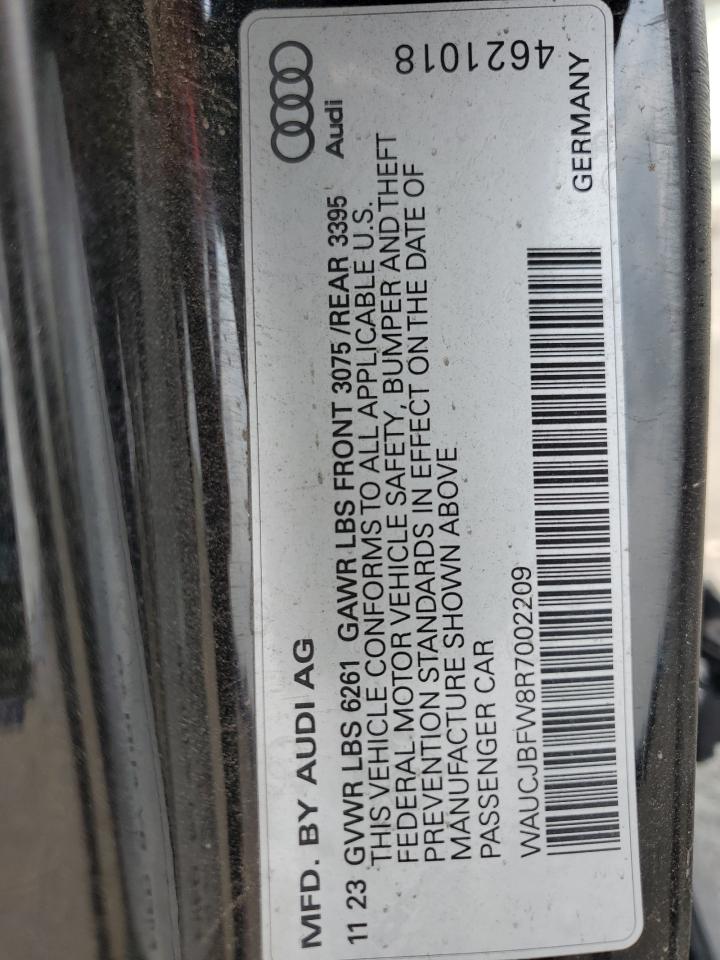 MFD. BY AUDI AG
Audi
11 23 GVWR LBS 6261 GAWR LBS FRONT 3075 /REAR 3395
THIS VEHICLE CONFORMS TO ALL APPLICABLE U.S.
FEDERAL MOTOR VEHICLE SAFETY, BUMPER AND THEFT
PREVENTION STANDARDS IN EFFECT ON THE DATE OF
MANUFACTURE SHOWN ABOVE
PASSENGER CAR
WAUCJBFW8R7002209
4621018
GERMANY